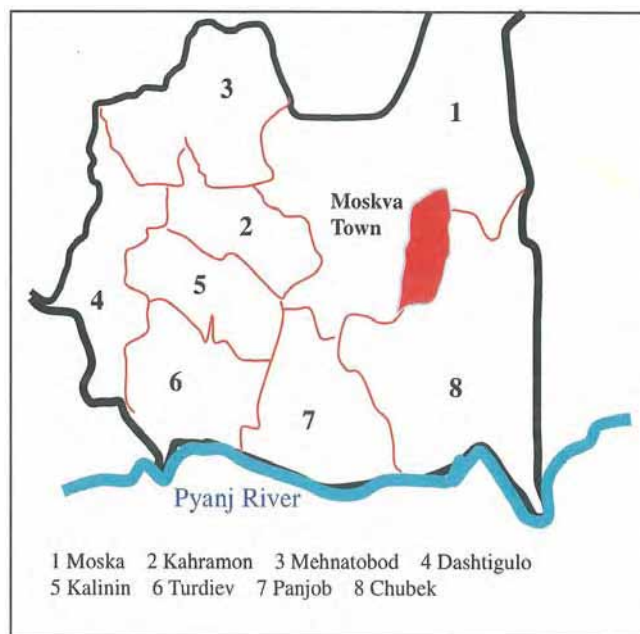 3
1
Moskva
Town
2
5
4
6
7
8
Pyanj River
1 Moska 2 Kahramon 3 Mehnatobod 4 Dashtigulo
5 Kalinin 6 Turdiev 7 Panjob 8 Chubek